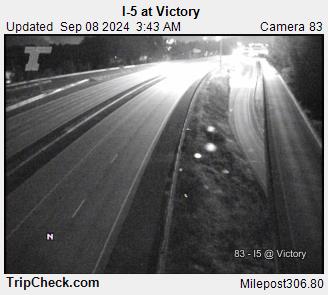 I-5 at Victory
Updated Sep 08 2024 3:43 AM Camera 83
T
N
83 - I5 @ Victory
TripCheck.com Milepost306.80